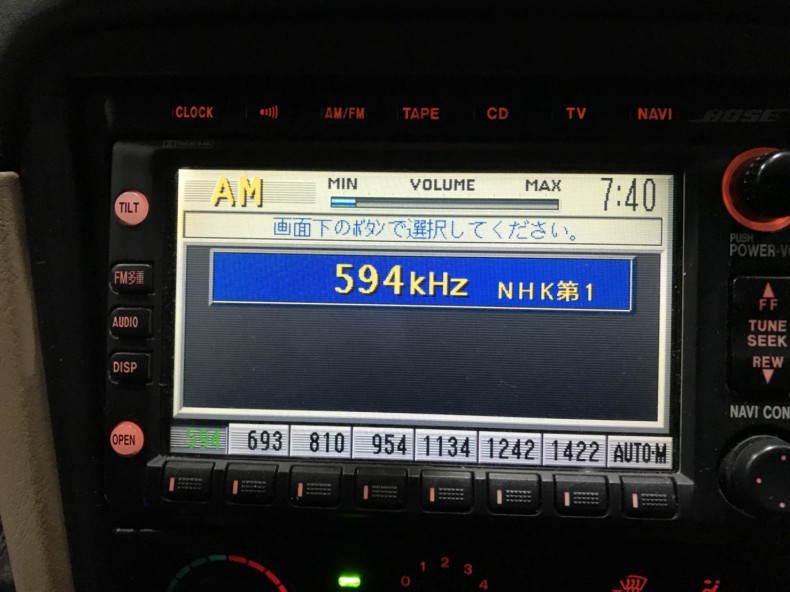 CLOCK AM/FM TAPE CD TV NAVI BOSE
AM MIN VOLUME MAX 7:40
画面下のボタンで選択してください。
594kHz NHK第1
594 693 810 954 1134 1242 1422 AUTO·M
TILT
FM多重
AUDIO
DISP
OPEN
PUSH
POWER-VO
FF
TUNE
SEEK
REW
NAVI CON
0 1 2 3 4